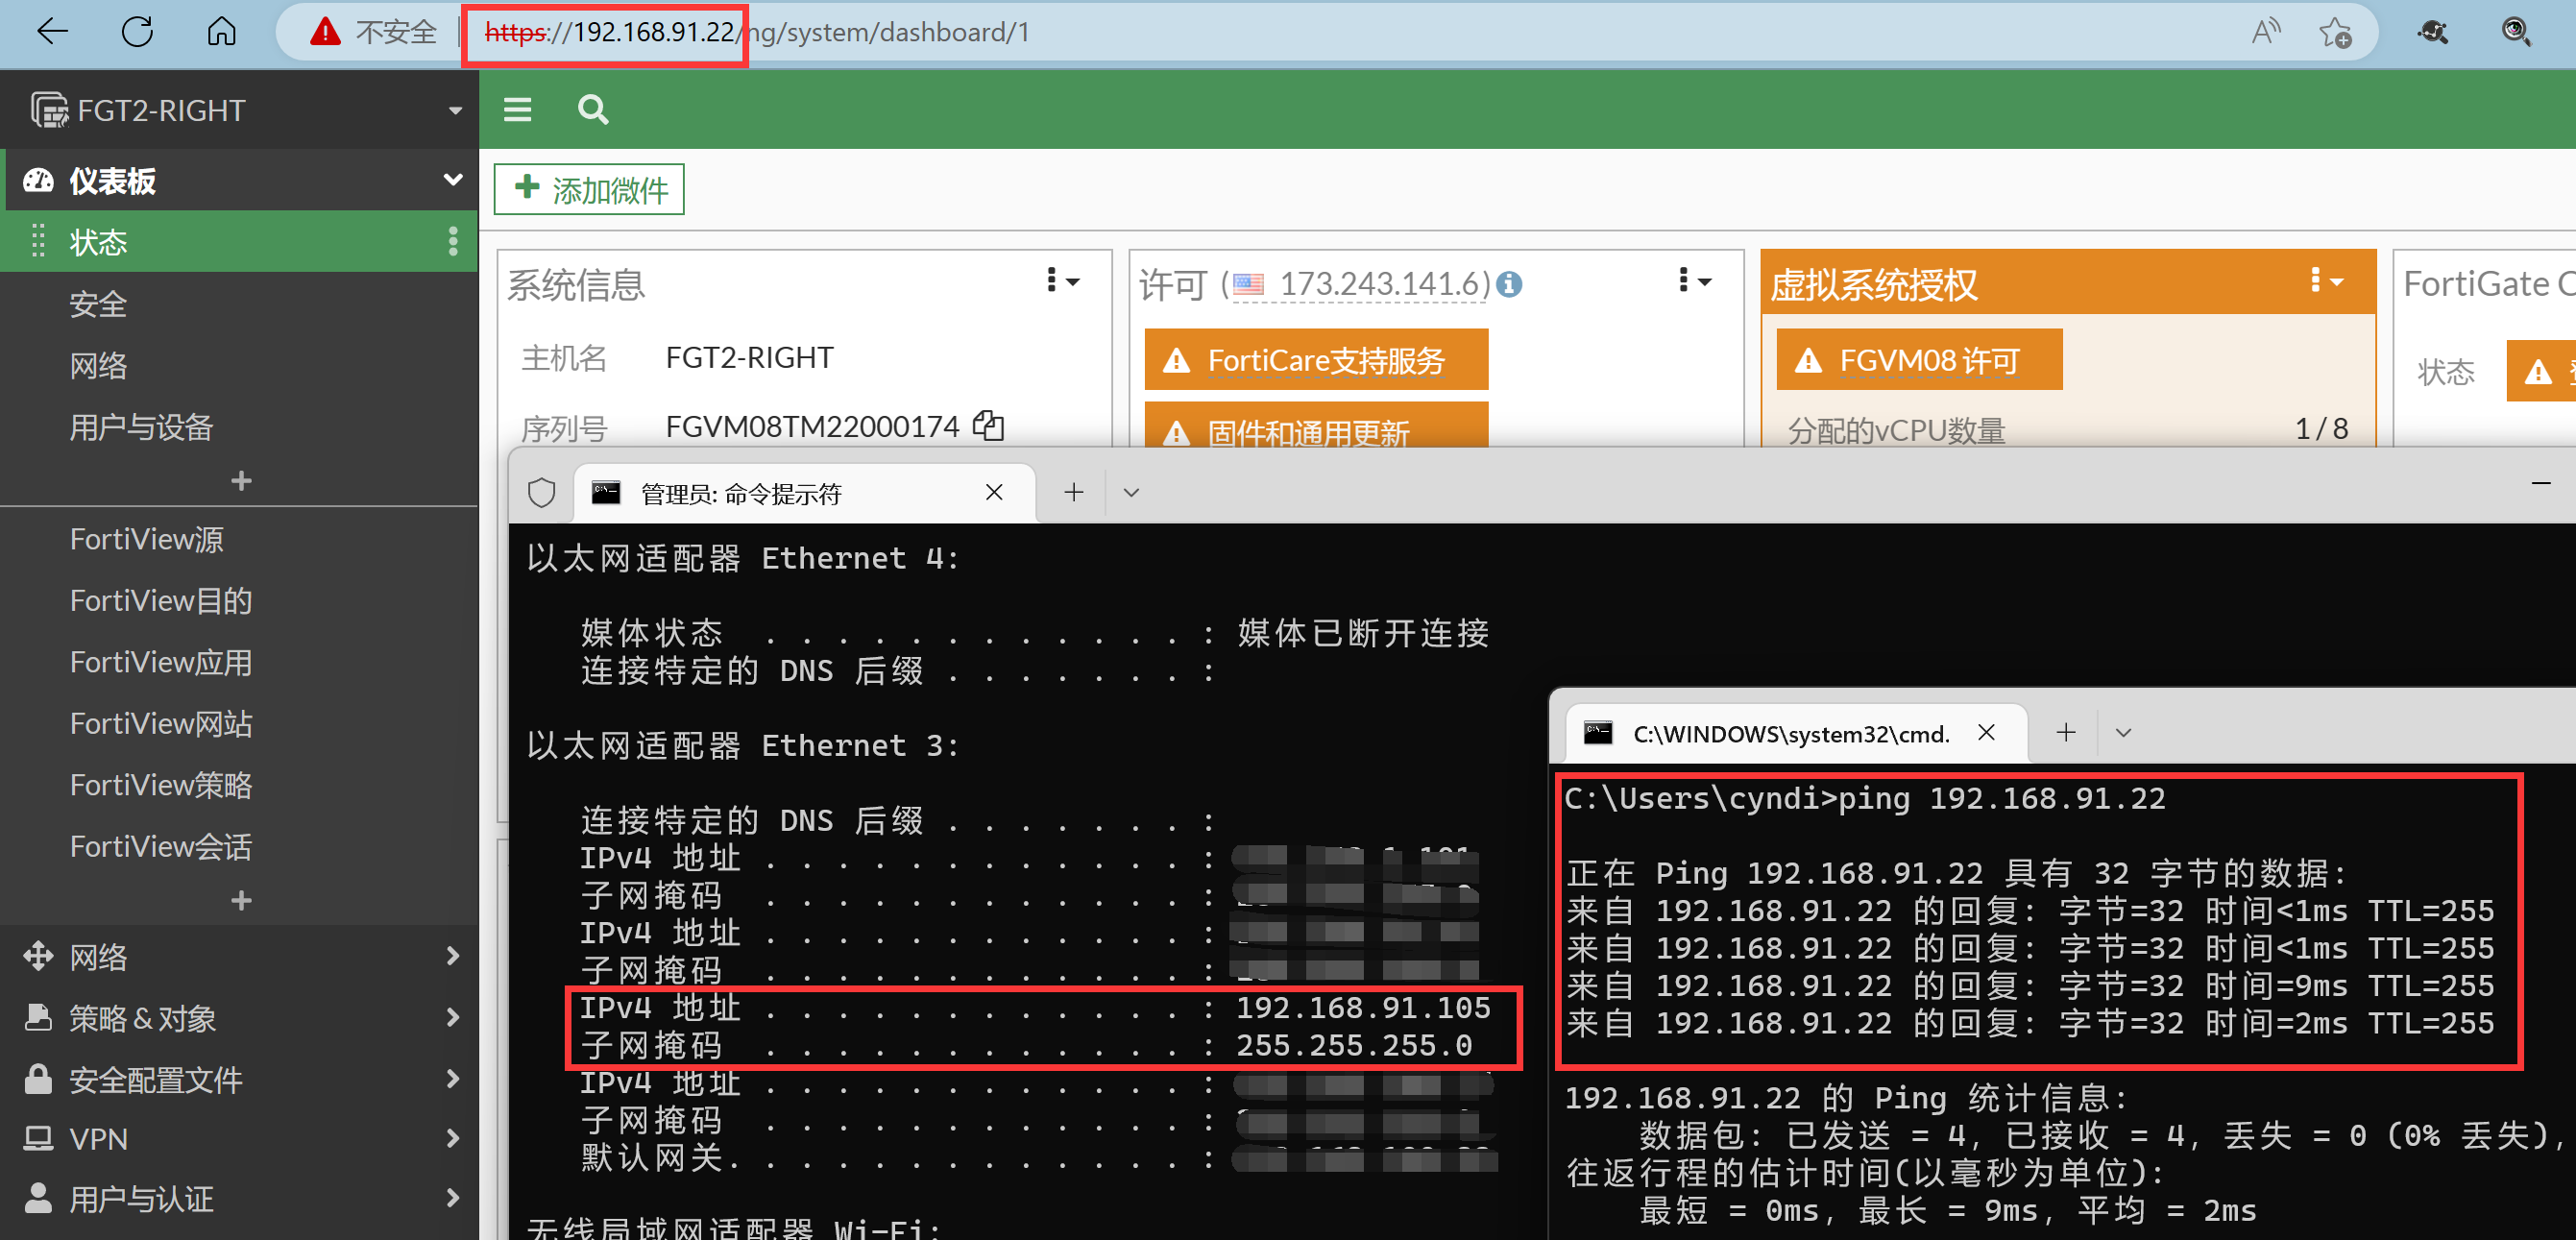 不安全 https://192.168.91.22/ng/system/dashboard/1
FGT2-RIGHT
仪表板
状态
安全
网络
用户与设备
FortiView源
FortiView目的
FortiView应用
FortiView网站
FortiView策略
FortiView会话
网络
策略 & 对象
安全配置文件
VPN
用户与认证
添加微件
系统信息
主机名 FGT2-RIGHT
序列号 FGVM08TM22000174
许可 ( 173.243.141.6)
FortiCare支持服务
固件和通用更新
虚拟系统授权
FGVM08 许可
分配的vCPU数量 1 / 8
FortiGate
状态
管理员: 命令提示符
以太网适配器 Ethernet 4:
媒体状态 . . . . . . . . . . . . : 媒体已断开连接
连接特定的 DNS 后缀 . . . . . . . :
以太网适配器 Ethernet 3:
连接特定的 DNS 后缀 . . . . . . . :
IPv4 地址 . . . . . . . . . . . . :
子网掩码 . . . . . . . . . . . . :
IPv4 地址 . . . . . . . . . . . . :
子网掩码 . . . . . . . . . . . . :
IPv4 地址 . . . . . . . . . . . . : 192.168.91.105
子网掩码 . . . . . . . . . . . . : 255.255.255.0
IPv4 地址 . . . . . . . . . . . . :
子网掩码 . . . . . . . . . . . . :
默认网关. . . . . . . . . . . . . :
无线局域网适配器 Wi-Fi:
C:\WINDOWS\system32\cmd.
C:\Users\cyndi>ping 192.168.91.22
正在 Ping 192.168.91.22 具有 32 字节的数据:
来自 192.168.91.22 的回复: 字节=32 时间<1ms TTL=255
来自 192.168.91.22 的回复: 字节=32 时间<1ms TTL=255
来自 192.168.91.22 的回复: 字节=32 时间=9ms TTL=255
来自 192.168.91.22 的回复: 字节=32 时间=2ms TTL=255
192.168.91.22 的 Ping 统计信息:
数据包: 已发送 = 4, 已接收 = 4, 丢失 = 0 (0% 丢失),
往返行程的估计时间(以毫秒为单位):
最短 = 0ms, 最长 = 9ms, 平均 = 2ms